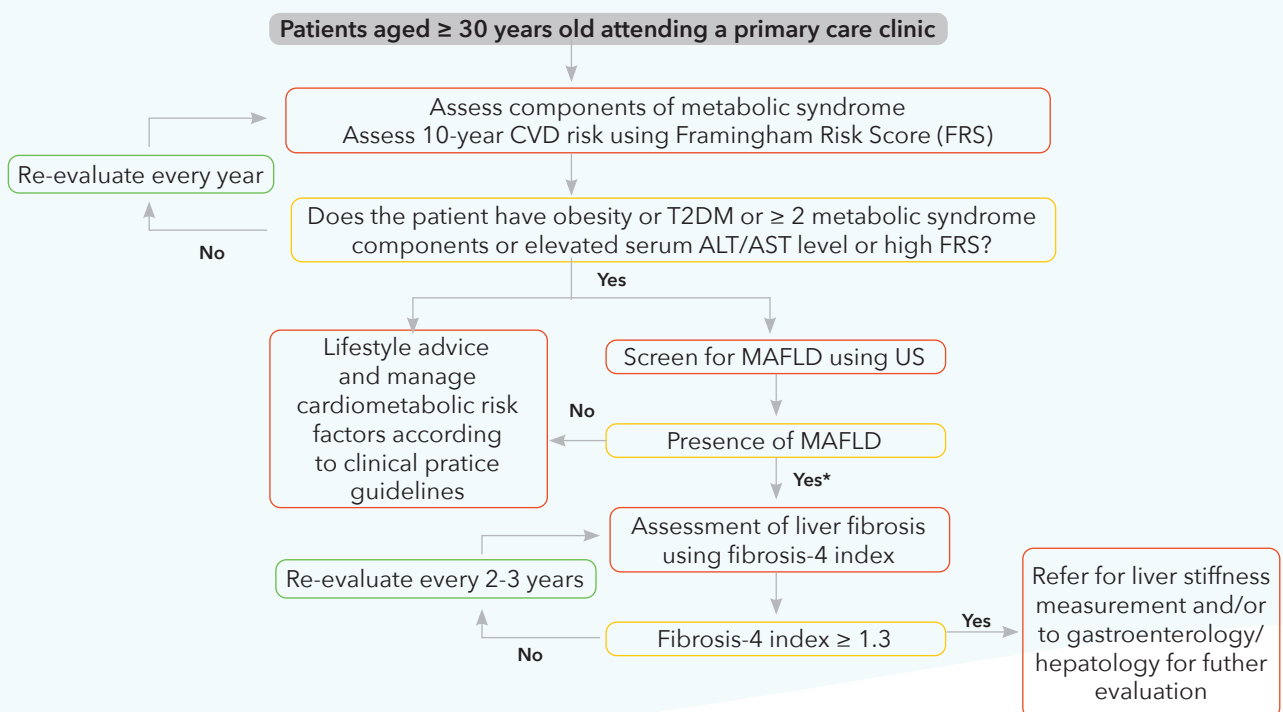 Patients aged ≥ 30 years old attending a primary care clinic
Assess components of metabolic syndrome
Assess 10-year CVD risk using Framingham Risk Score (FRS)
Re-evaluate every year
Does the patient have obesity or T2DM or ≥ 2 metabolic syndrome
components or elevated serum ALT/AST level or high FRS?
No
Yes
Lifestyle advice
and manage
cardiometabolic risk
factors according
to clinical pratice
guidelines
Screen for MAFLD using US
No
Presence of MAFLD
Yes*
Assessment of liver fibrosis
using fibrosis-4 index
Re-evaluate every 2-3 years
Fibrosis-4 index ≥ 1.3
No
Yes
Refer for liver stiffness
measurement and/or
to gastroenterology/
hepatology for futher
evaluation